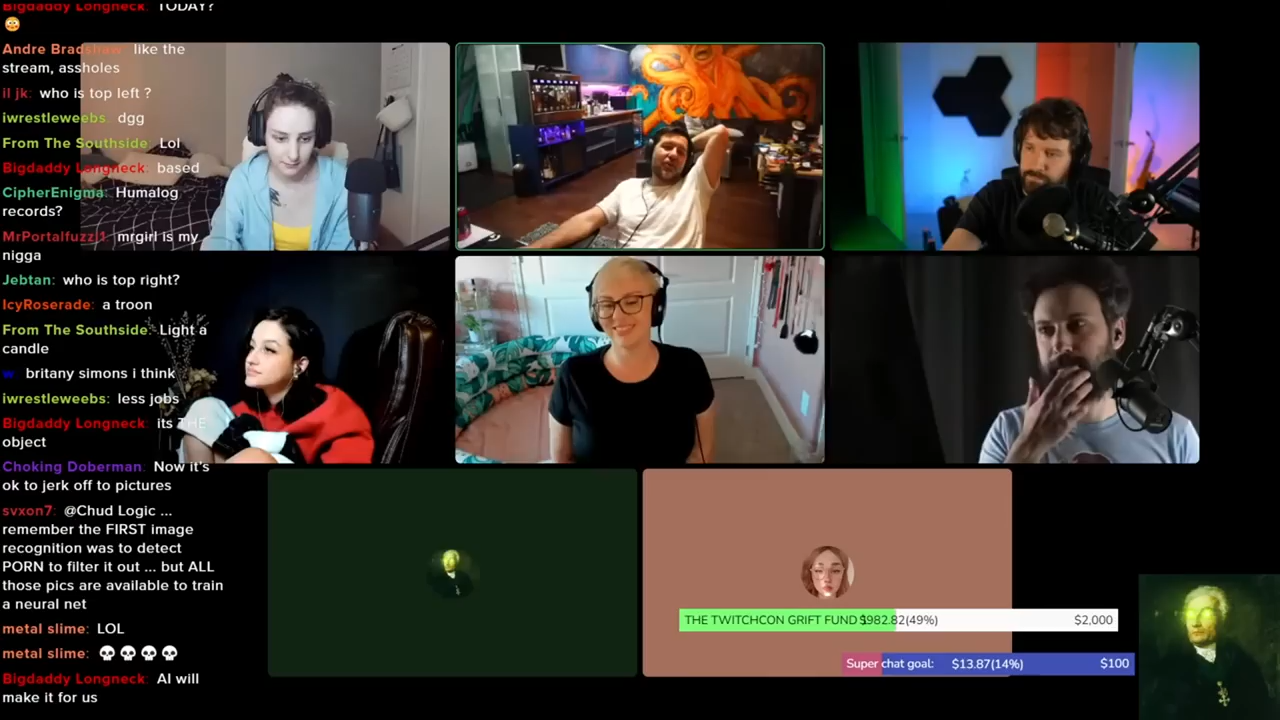 Bigdaddy Longneck: TODAY?
Andre Bradshaw: like the
stream, assholes
il jk: who is top left ?
iwrestleweebs: dgg
From The Southside: Lol
Bigdaddy Longneck: based
CipherEnigma: Humalog
records?
MrPortalfuzzl1: mrgirl is my
nigga
Jebtan: who is top right?
IcyRoserade: a troon
From The Southside: Light a
candle
britany simons i think
iwrestleweebs: less jobs
Bigdaddy Longneck: its THE
object
Choking Doberman: Now it's
ok to jerk off to pictures
svxon7: @Chud Logic ...
remember the FIRST image
recognition was to detect
PORN to filter it out ... but ALL
those pics are available to train
a neural net
metal slime: LOL
metal slime:
Bigdaddy Longneck: AI will
make it for us
THE TWITCHCON GRIFT FUND $982.82(49%) $2,000
Super chat goal: $13.87(14%) $100